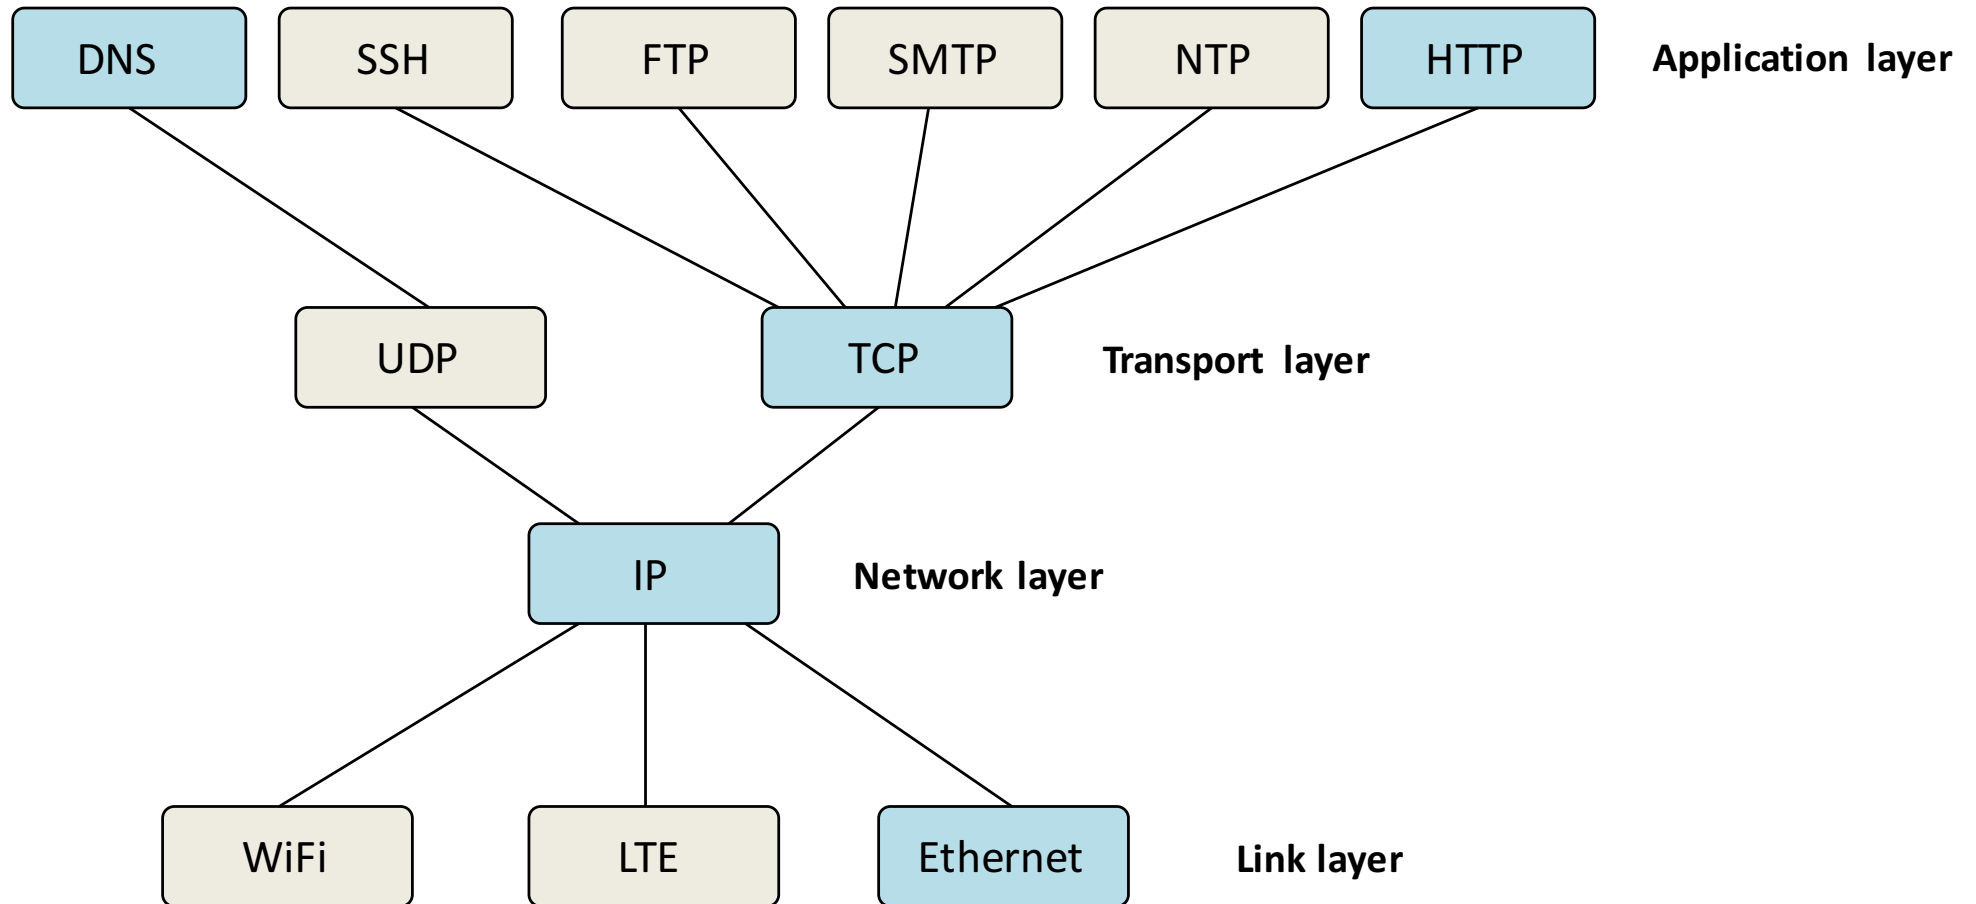 DNS
SSH
FTP
SMTP
NTP
HTTP
Application layer
UDP
TCP
Transport layer
IP
Network layer
WiFi
LTE
Ethernet
Link layer